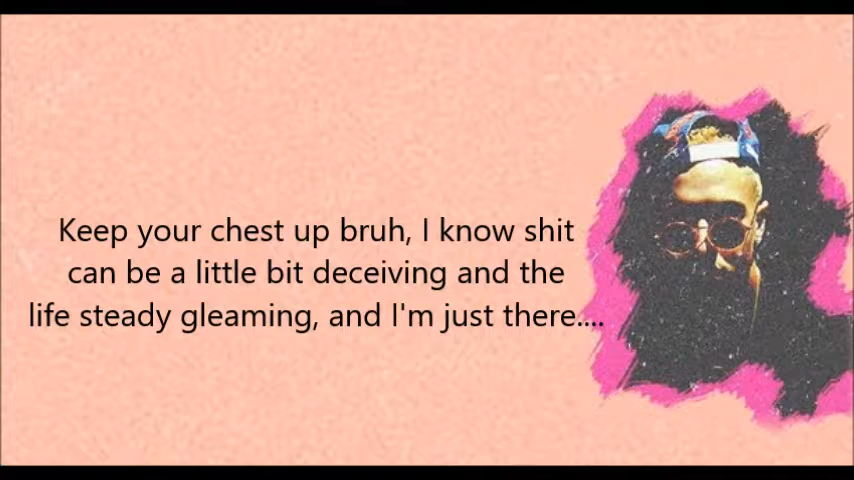 Keep your chest up bruh, I know shit
can be a little bit deceiving and the
life steady gleaming, and I'm just there....